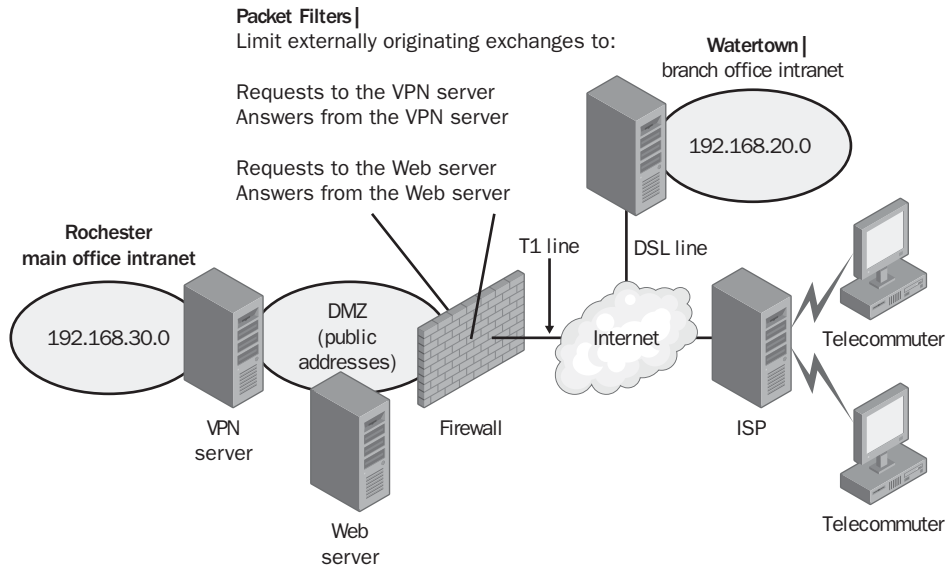 Packet Filters|
Limit externally originating exchanges to:
Requests to the VPN server
Answers from the VPN server
Requests to the Web server
Answers from the Web server
Watertown|
branch office intranet
192.168.20.0
Rochester
main office intranet
192.168.30.0
DMZ
(public
addresses)
T1 line
DSL line
Internet
Telecommuter
VPN
server
Firewall
ISP
Web
server
Telecommuter